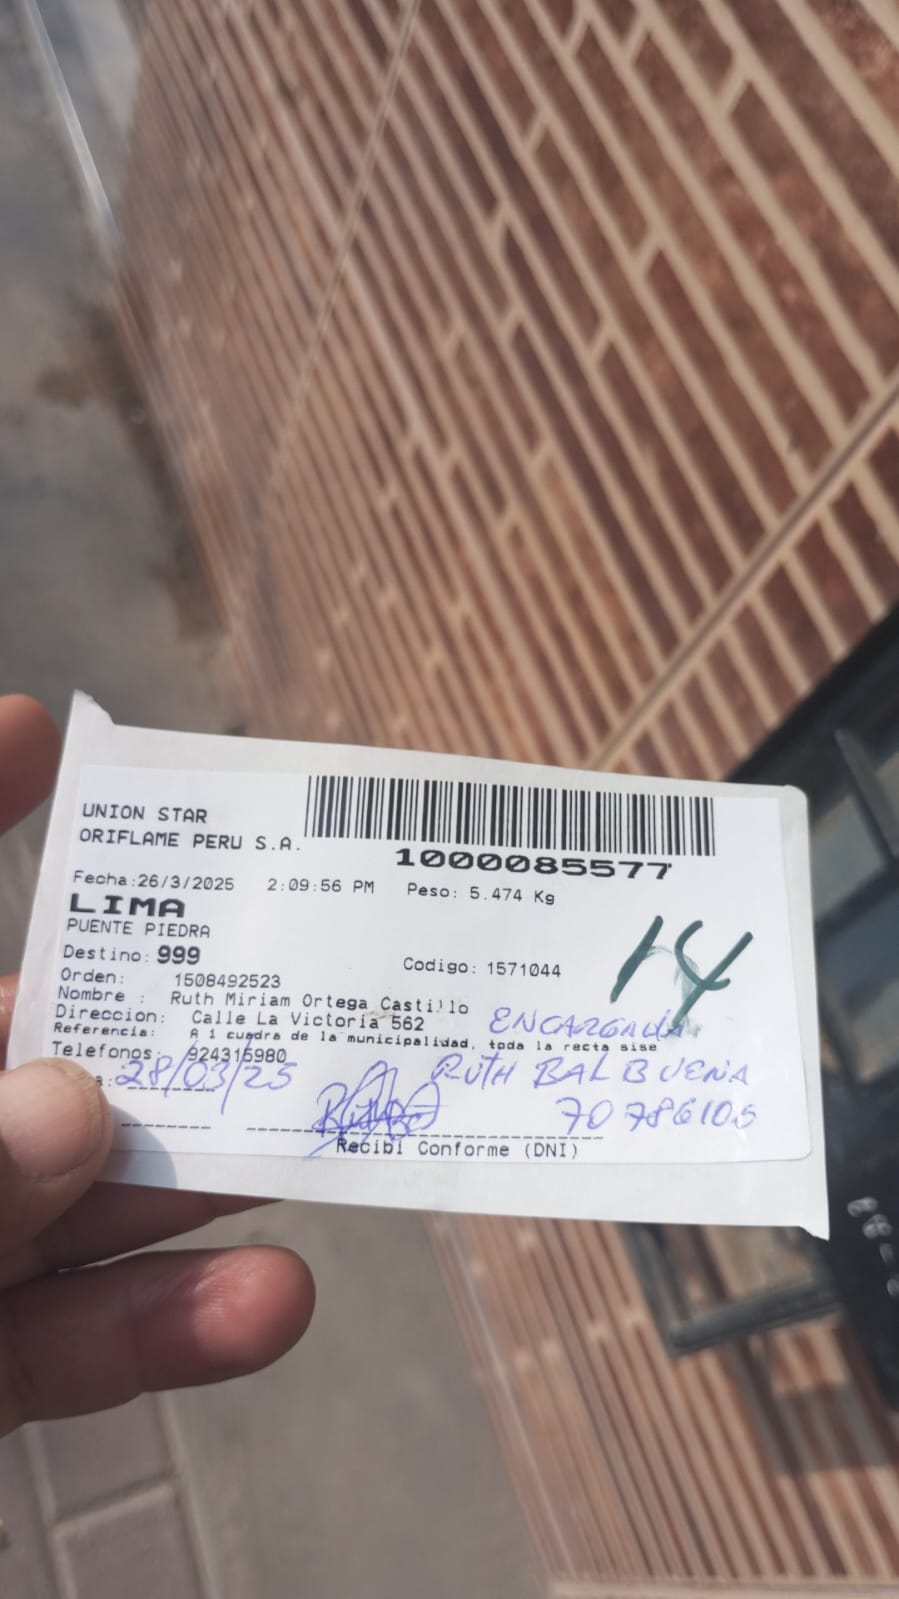 UNION STAR
ORIFLAME PERU S.A.
1000085577
Fecha:26/3/2025 2:09:56 PM Peso: 5.474 Kg
LIMA
PUENTE PIEDRA
Destino: 999
Codigo: 1571044
14
Orden: 1508492523
Nombre : Ruth Miriam Ortega Castillo
Direccion: Calle La Victoria 562
ENCARGADA
Referencia: A 1 cuadra de la municipalidad, toda la recta sise
Telefonos: 924315980
RUTH BALBUENA
28/03/25
70786105
Recibi Conforme (DNI)